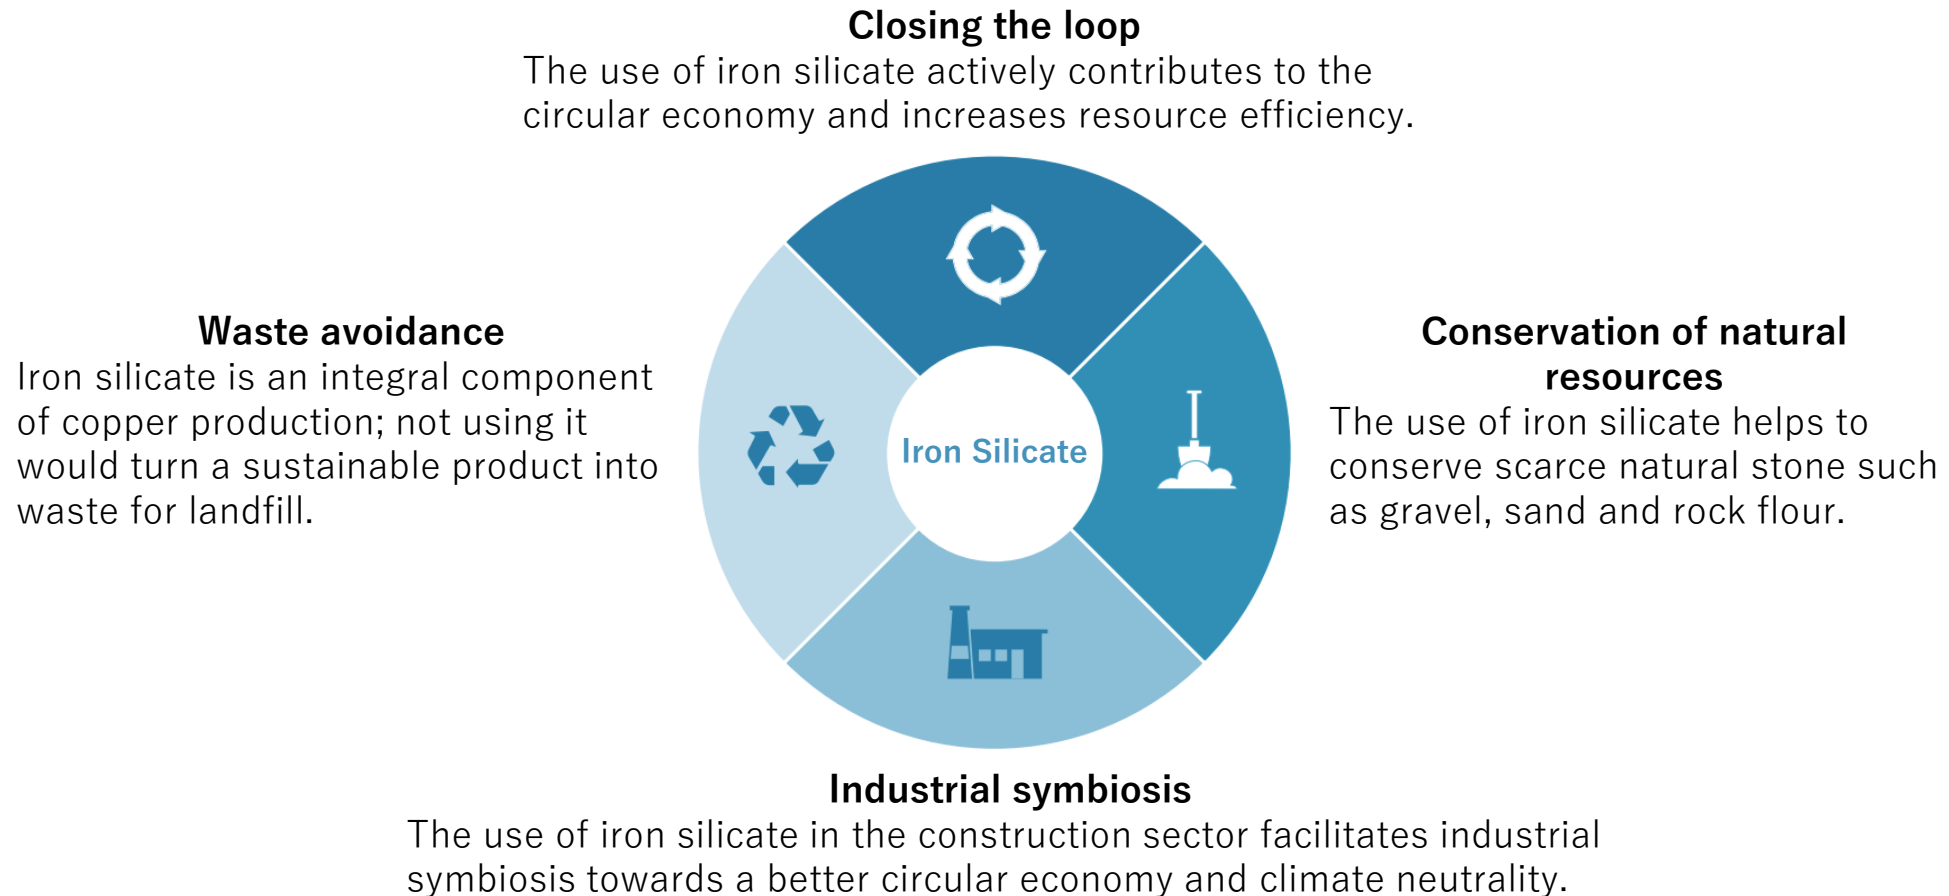 Closing the loop
The use of iron silicate actively contributes to the
circular economy and increases resource efficiency.
Waste avoidance
Iron silicate is an integral component
of copper production; not using it
would turn a sustainable product into
waste for landfill.
Iron Silicate
Conservation of natural
resources
The use of iron silicate helps to
conserve scarce natural stone such
as gravel, sand and rock flour.
Industrial symbiosis
The use of iron silicate in the construction sector facilitates industrial
symbiosis towards a better circular economy and climate neutrality.